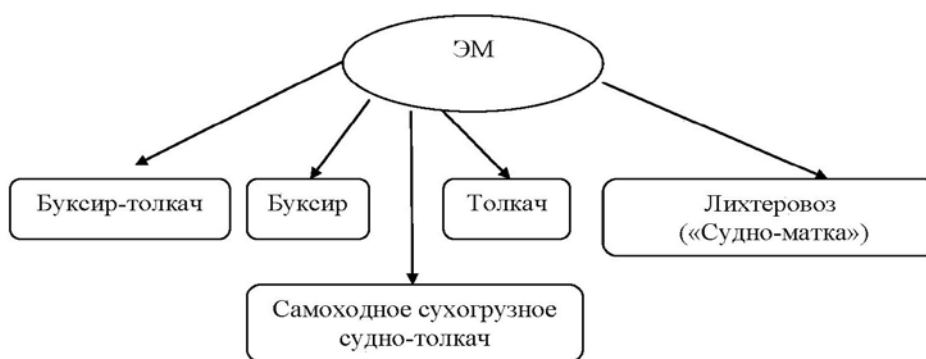 ЭМ
Буксир-толкач
Буксир
Толкач
Лихтеровоз
(«Судно-матка»)
Самоходное сухогрузное
судно-толкач